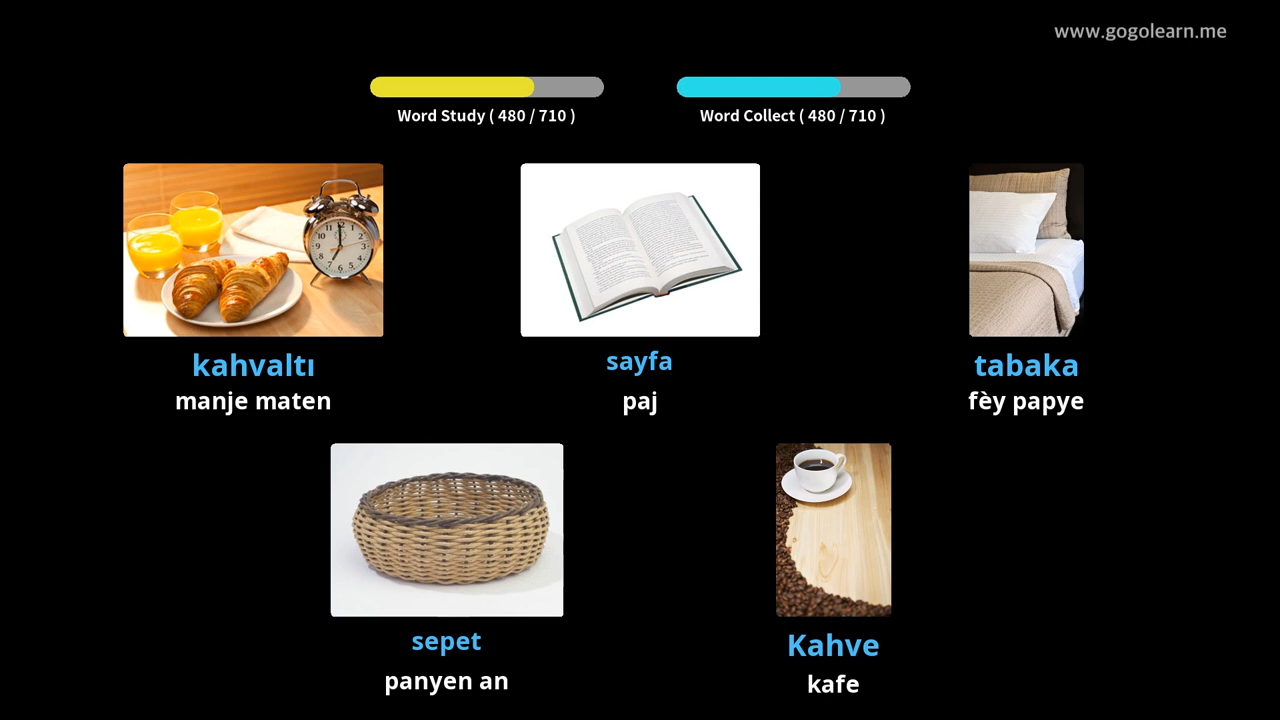 www.gogolearn.me
Word Study ( 480 / 710 )
Word Collect ( 480 / 710 )
kahvaltı
manje maten
sayfa
paj
tabaka
fèy papye
sepet
panyen an
Kahve
kafe